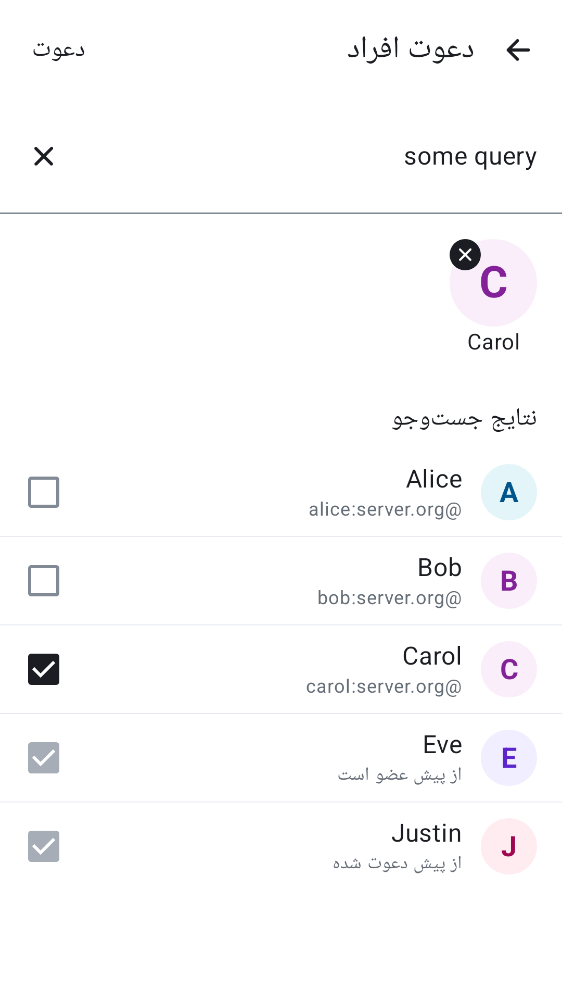 دعوت افراد
دعوت
some query
C
Carol
نتایج جست‌وجو
A
Alice
alice:server.org@
B
Bob
bob:server.org@
C
Carol
carol:server.org@
E
Eve
از پیش عضو است
J
Justin
از پیش دعوت شده